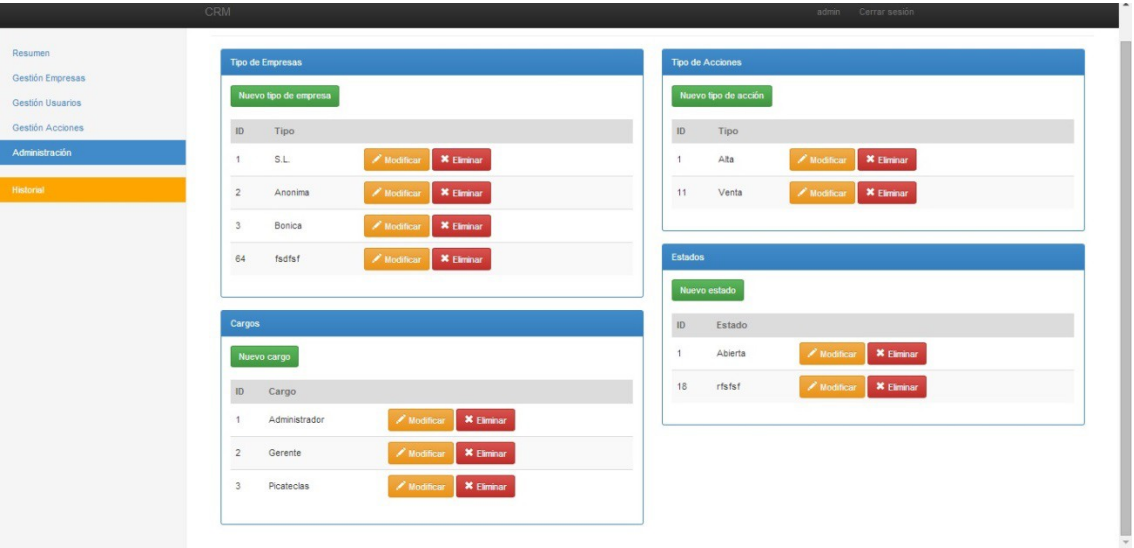 CRM admin Cerrar sesión
Resumen
Gestión Empresas
Gestión Usuarios
Gestión Acciones
Administración
Historial
Tipo de Empresas
Nuevo tipo de empresa
ID Tipo
1 S.L. Modificar Eliminar
2 Anonima Modificar Eliminar
3 Bonica Modificar Eliminar
64 fsdfsf Modificar Eliminar
Cargos
Nuevo cargo
ID Cargo
1 Administrador Modificar Eliminar
2 Gerente Modificar Eliminar
3 Picateclas Modificar Eliminar
Tipo de Acciones
Nuevo tipo de acción
ID Tipo
1 Alta Modificar Eliminar
11 Venta Modificar Eliminar
Estados
Nuevo estado
ID Estado
1 Abierta Modificar Eliminar
18 rfsfsf Modificar Eliminar